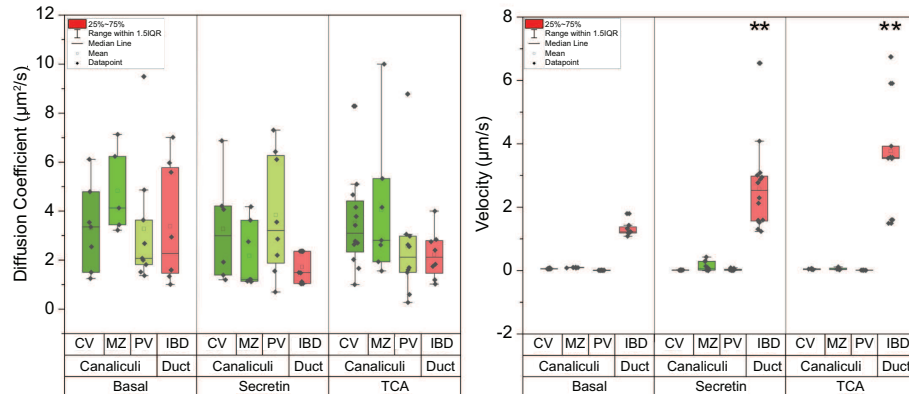 12
10
8
6
4
2
0
Diffusion Coefficient (µm²/s)
25%~75%
Range within 1.5IQR
Median Line
Mean
Datapoint
CV MZ PV IBD CV MZ PV IBD CV MZ PV IBD
Canaliculi Duct Canaliculi Duct Canaliculi Duct
Basal Secretin TCA
8
6
4
2
0
-2
Velocity (µm/s)
25%~75%
Range within 1.5IQR
Median Line
Mean
Datapoint
** **
CV MZ PV IBD CV MZ PV IBD CV MZ PV IBD
Canaliculi Duct Canaliculi Duct Canaliculi Duct
Basal Secretin TCA